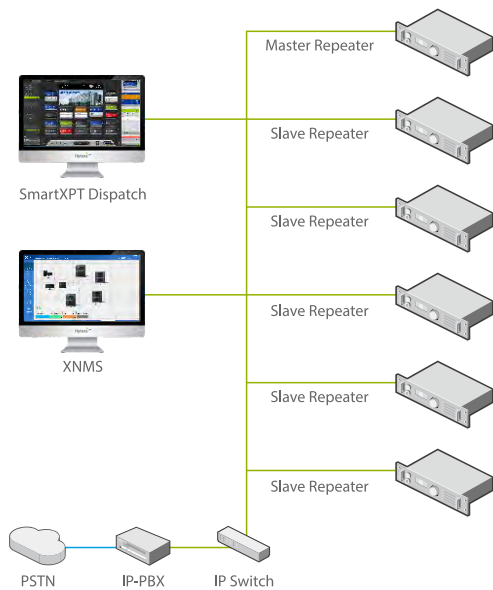 Master Repeater
Slave Repeater
SmartXPT Dispatch
Slave Repeater
Slave Repeater
XNMS
Slave Repeater
Slave Repeater
PSTN
IP-PBX
IP Switch